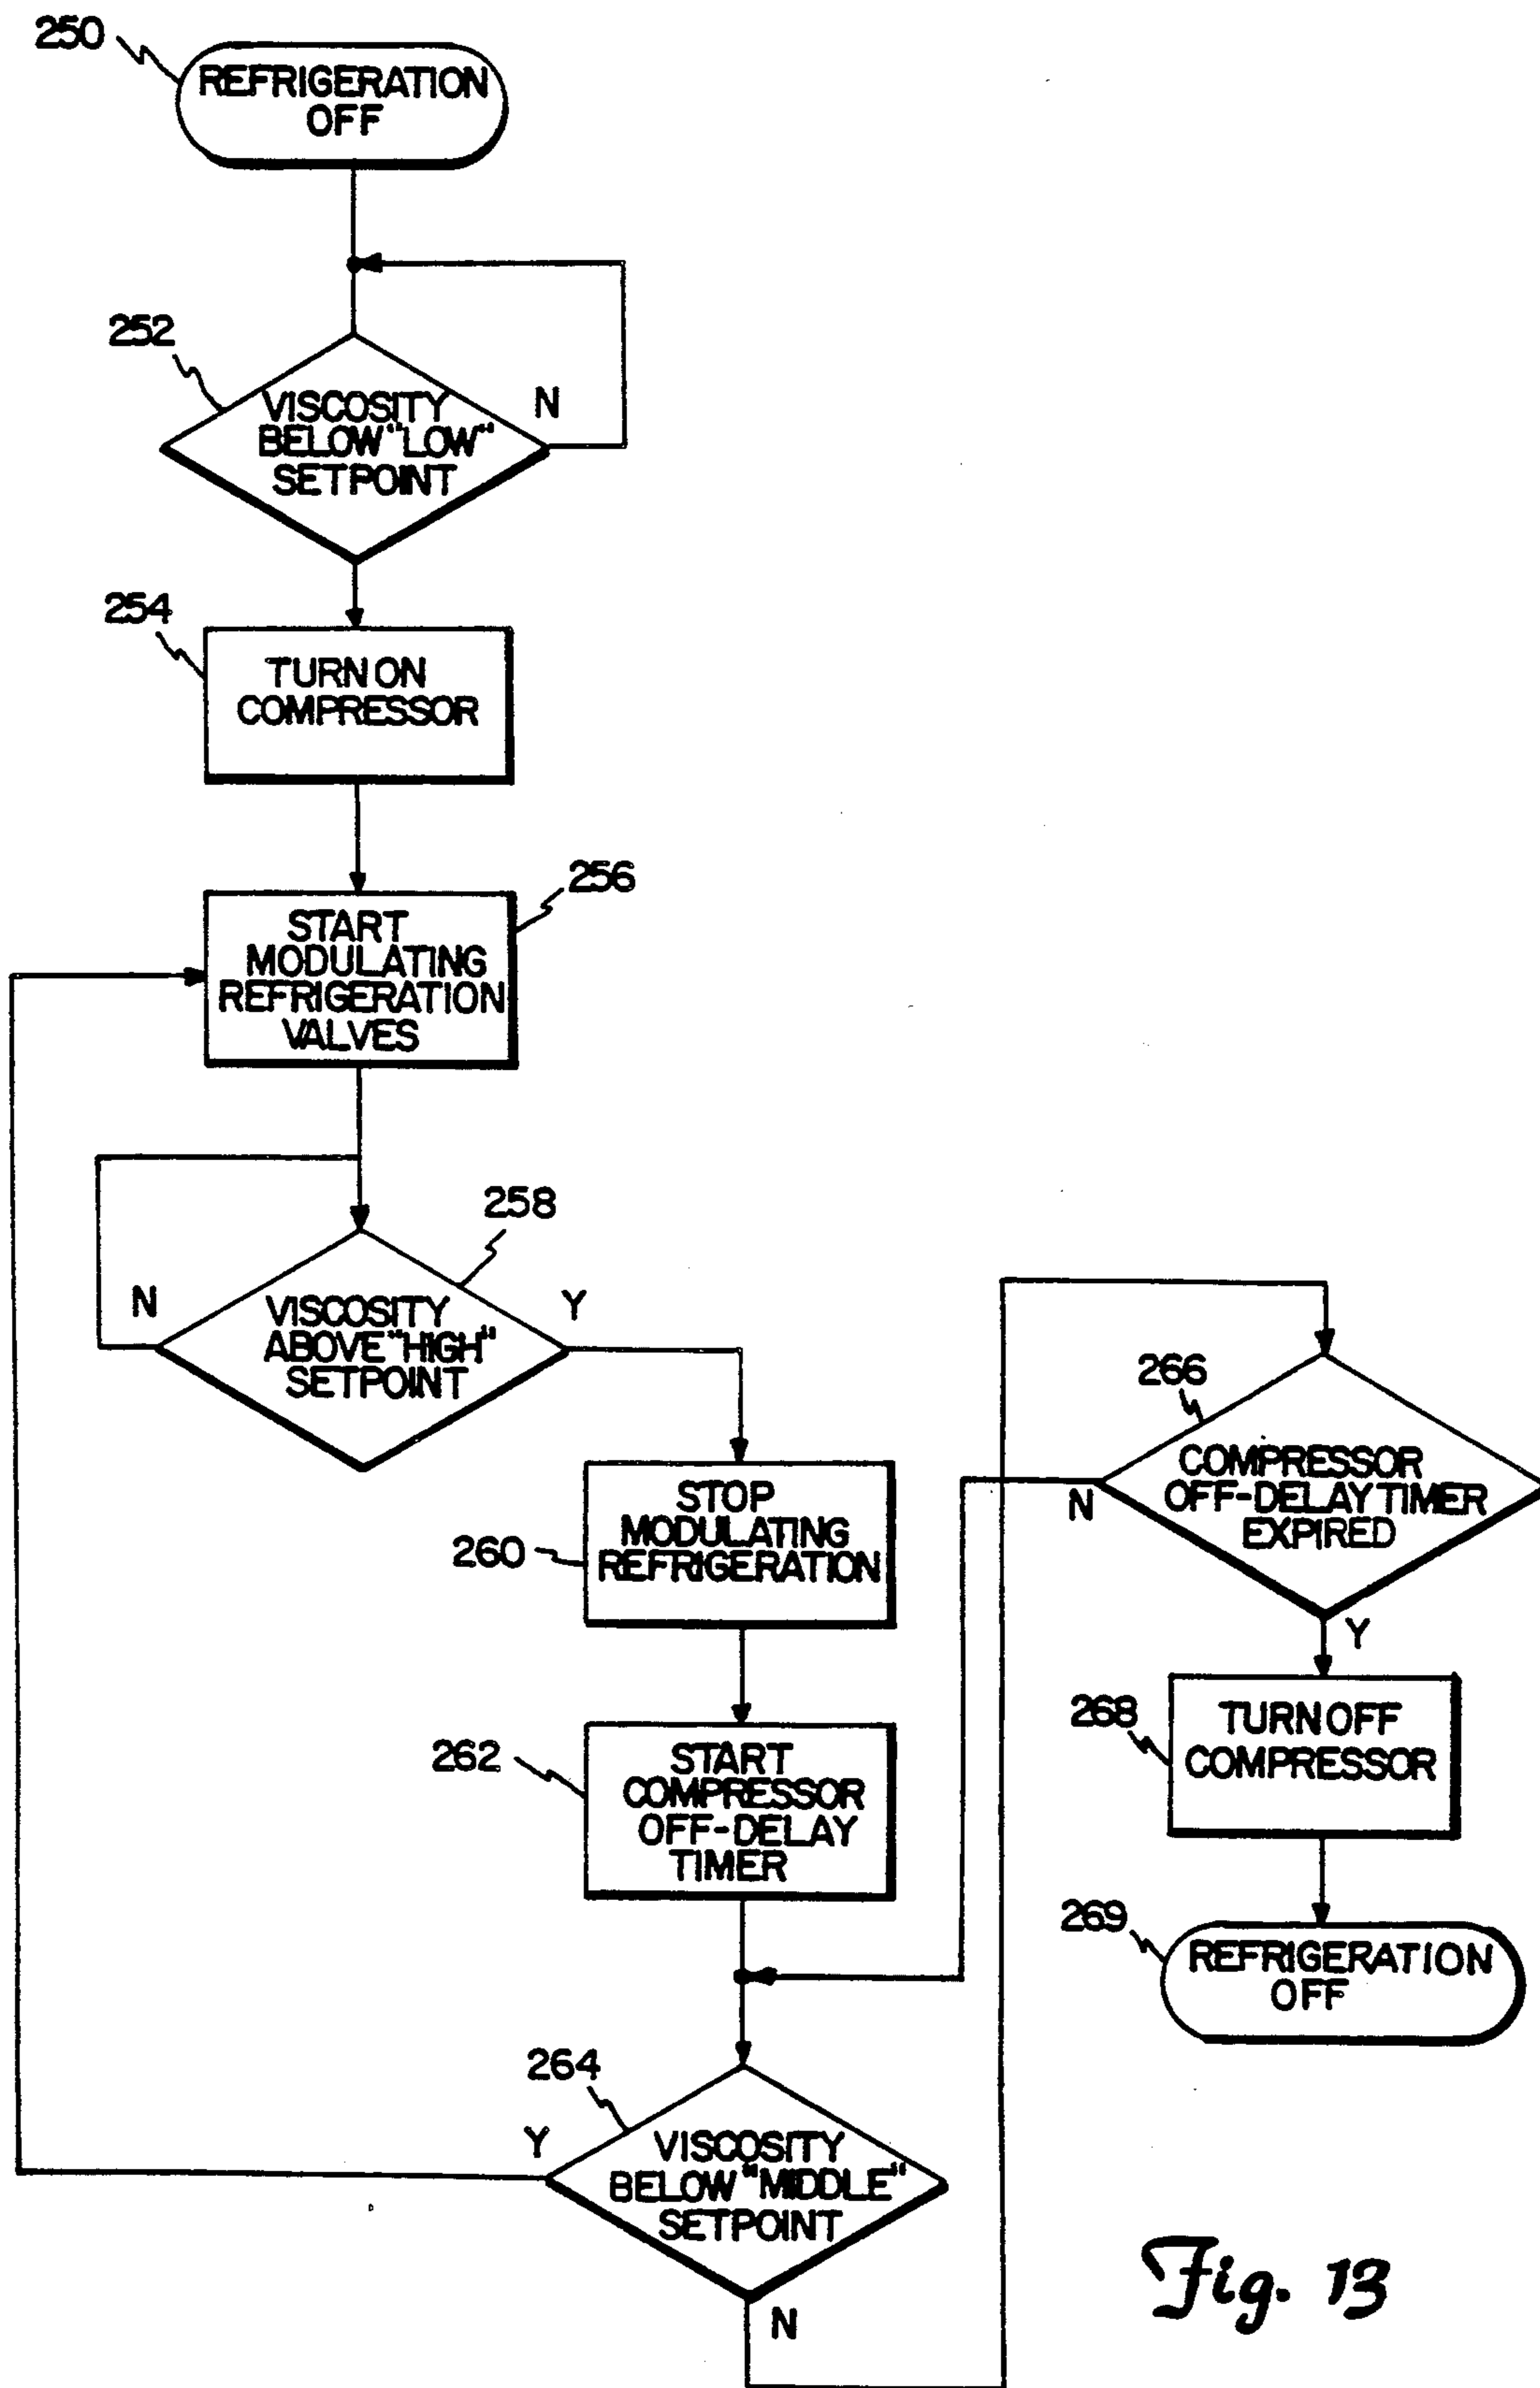 250
REFRIGERATION
OFF
252
VISCOSITY
BELOW "LOW"
SETPOINT
N
254
TURN ON
COMPRESSOR
256
START
MODULATING
REFRIGERATION
VALVES
258
N
VISCOSITY
ABOVE "HIGH"
SETPOINT
Y
260
STOP
MODULATING
REFRIGERATION
262
START
COMPRESSOR
OFF-DELAY
TIMER
264
Y
VISCOSITY
BELOW "MIDDLE"
SETPOINT
N
266
COMPRESSOR
OFF-DELAY TIMER
EXPIRED
N
Y
268
TURN OFF
COMPRESSOR
269
REFRIGERATION
OFF
Fig. 13